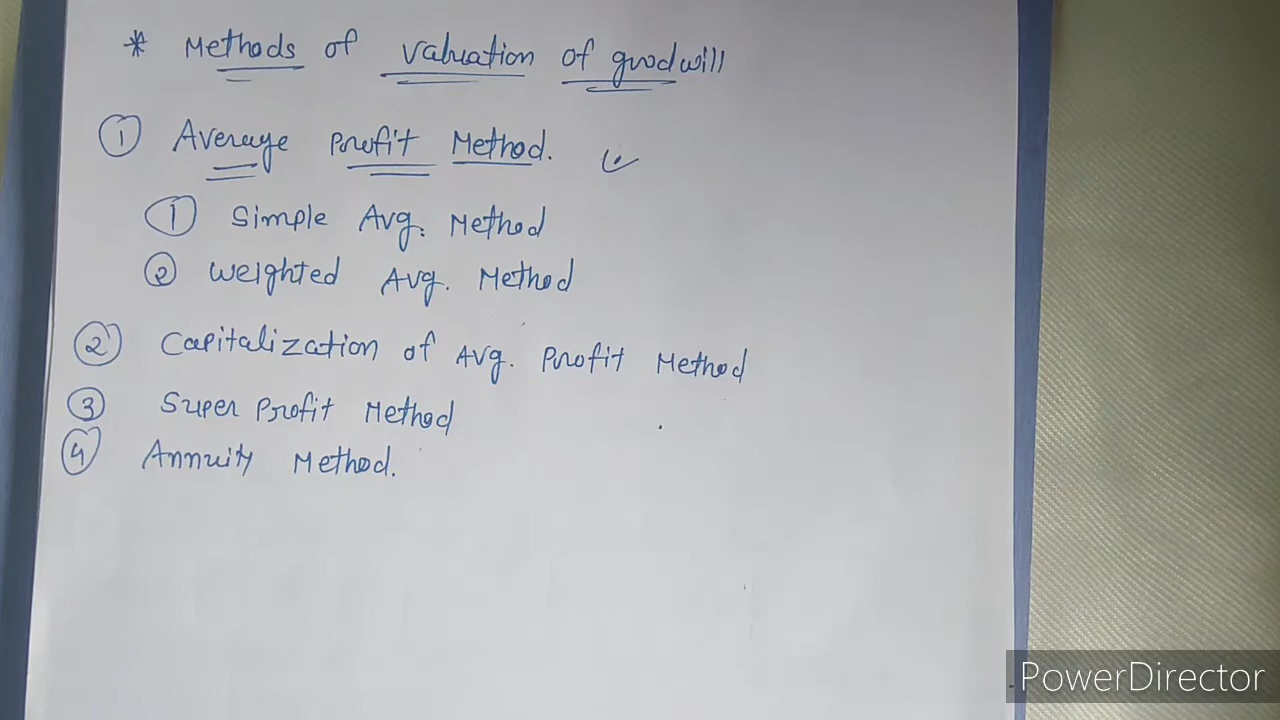 * Methods of valuation of goodwill
① Average Profit Method.
① Simple Avg. Method
② Weighted Avg. Method
② Capitalization of Avg. Profit Method
③ Super Profit Method
④ Annuity Method.
PowerDirector